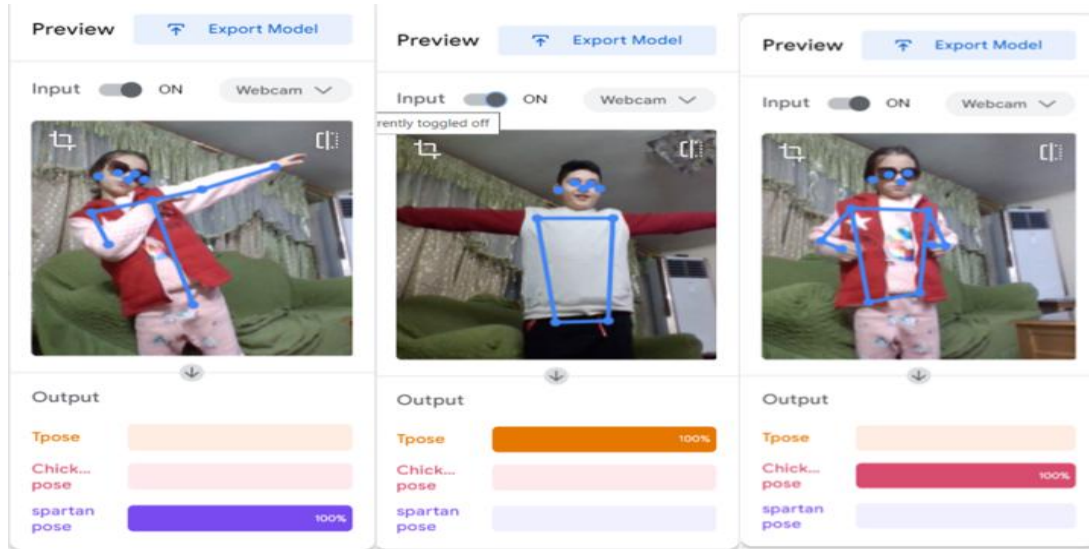 Preview
Export Model
Input
ON
Webcam
Output
Tpose
Chick...
pose
spartan
pose
100%
Preview
Export Model
Input
ON
Webcam
rently toggled off
Output
Tpose
100%
Chick...
pose
spartan
pose
Preview
Export Model
Input
ON
Webcam
Output
Tpose
Chick...
pose
100%
spartan
pose